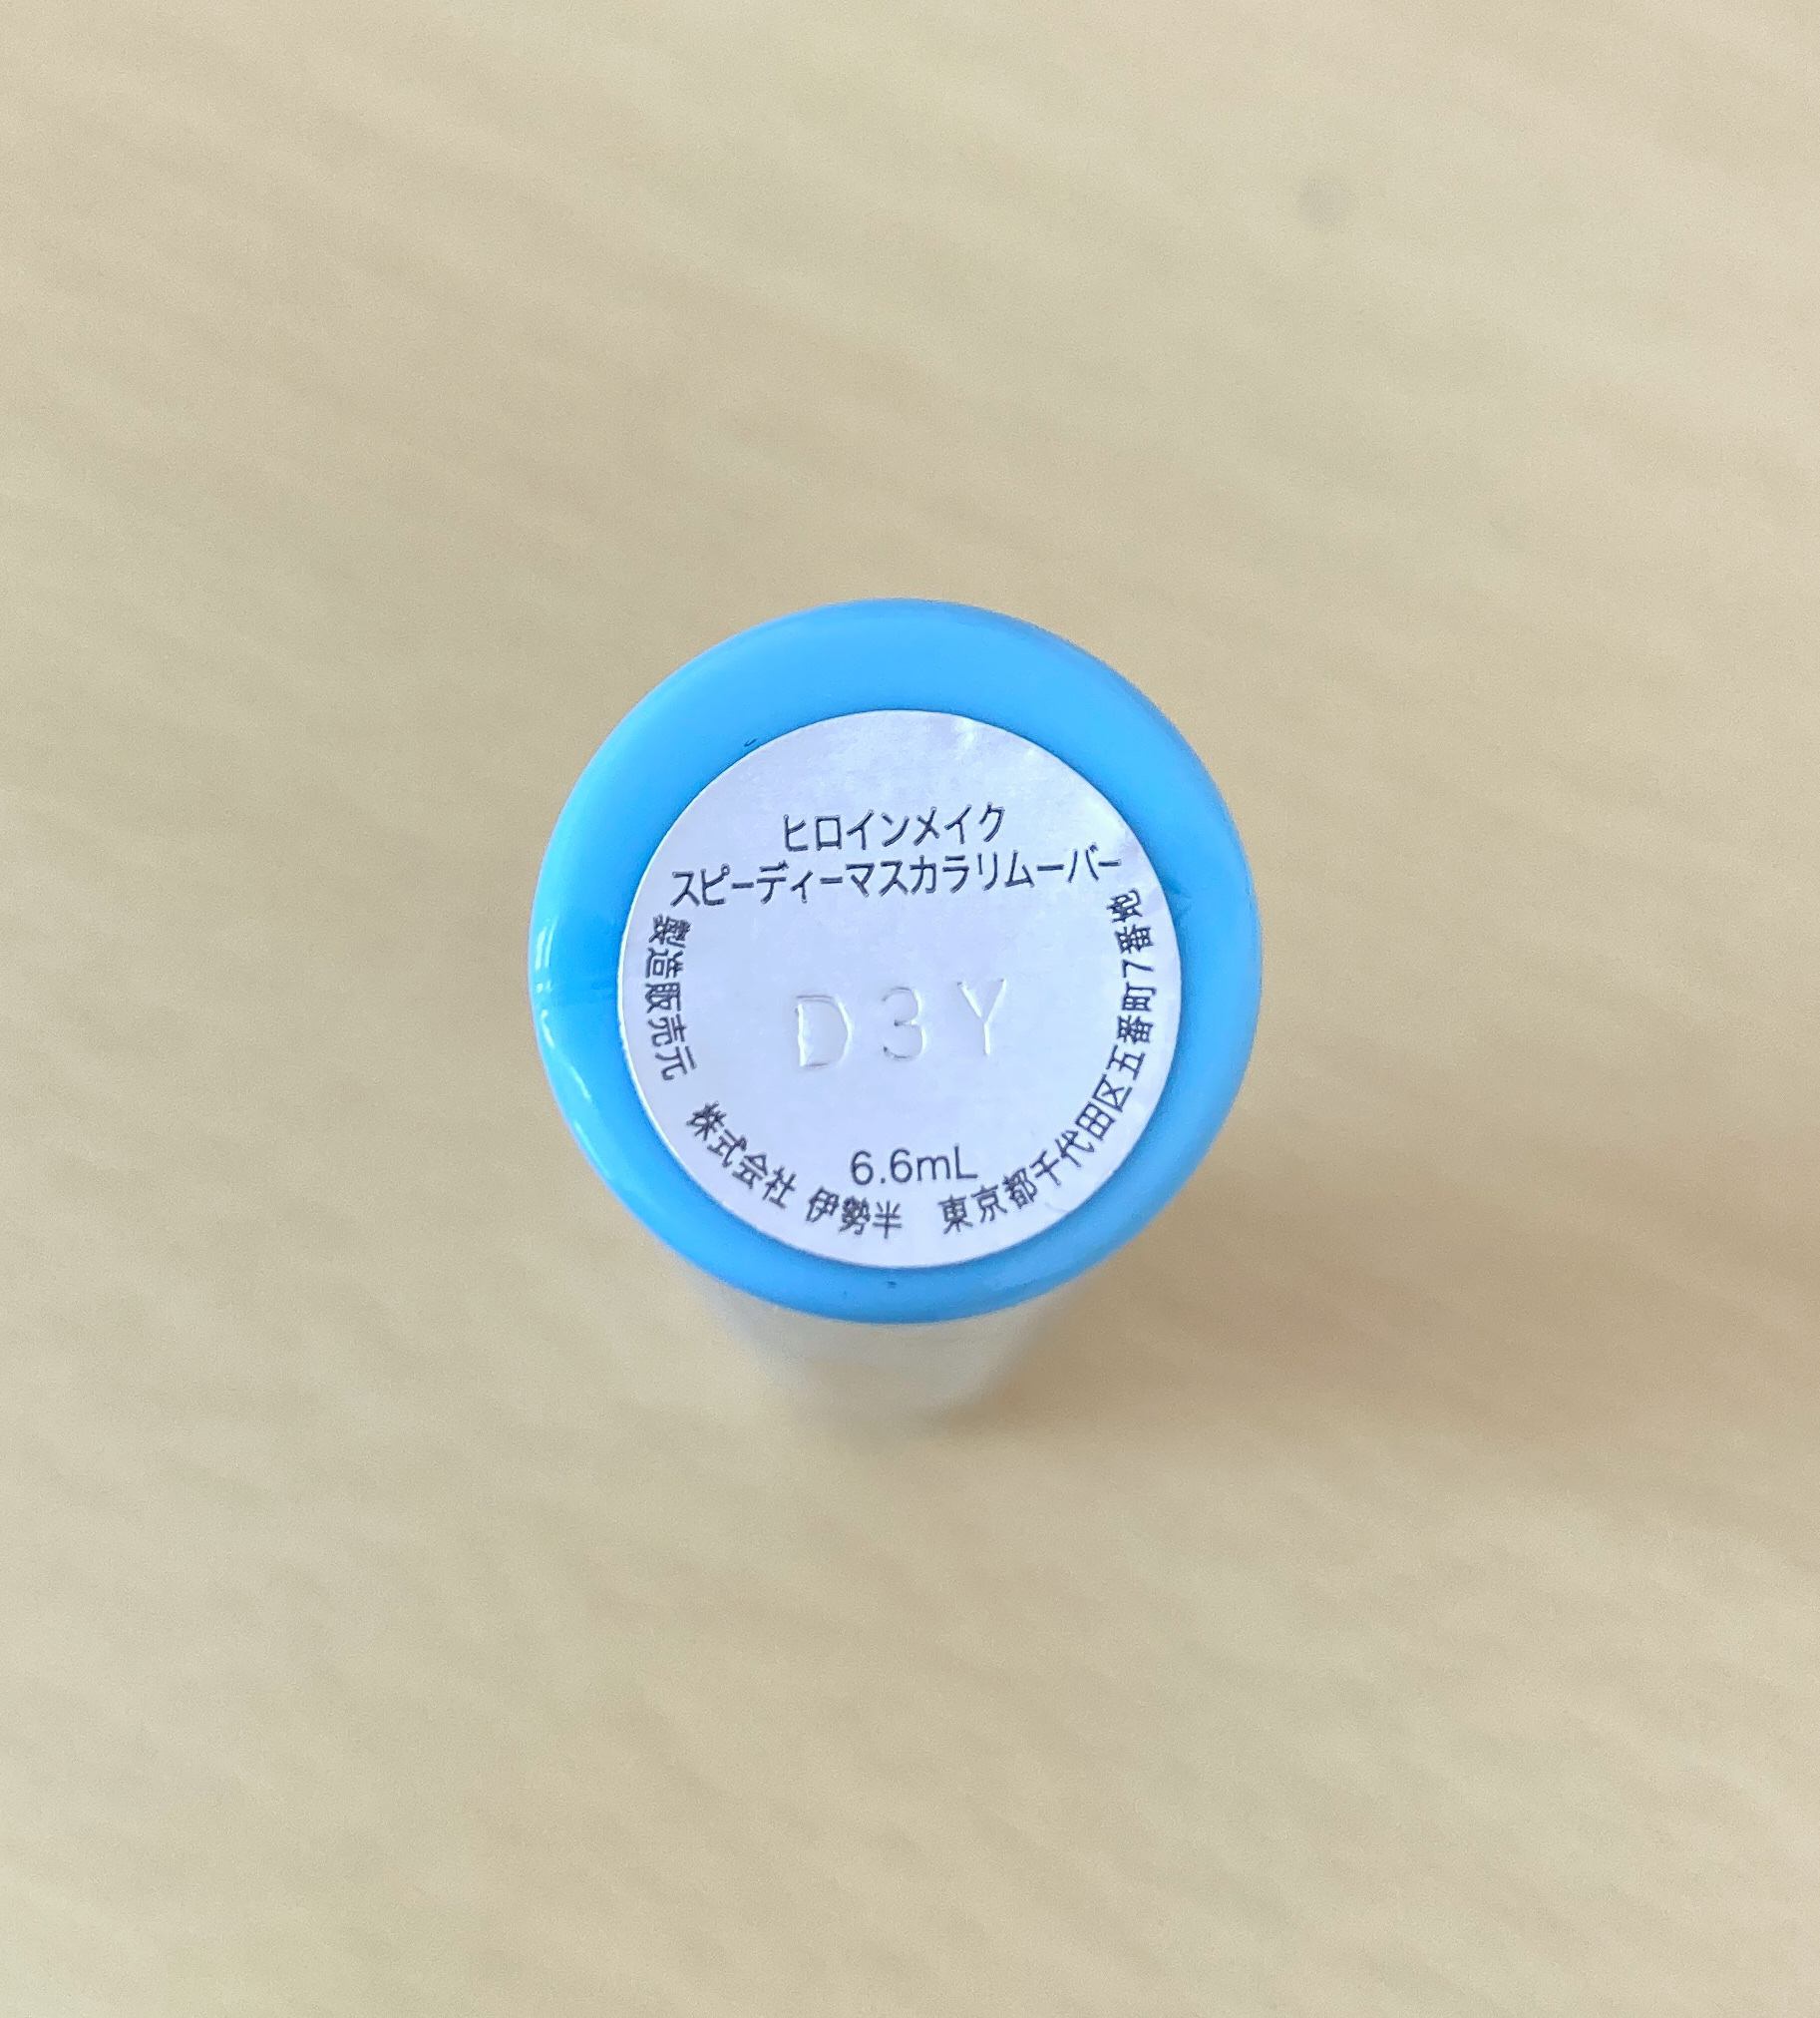 ヒロインメイク
スピーディーマスカラリムーバー
D3Y
6.6mL
製造販売元 株式会社 伊勢半 東京都千代田区五番町7番地